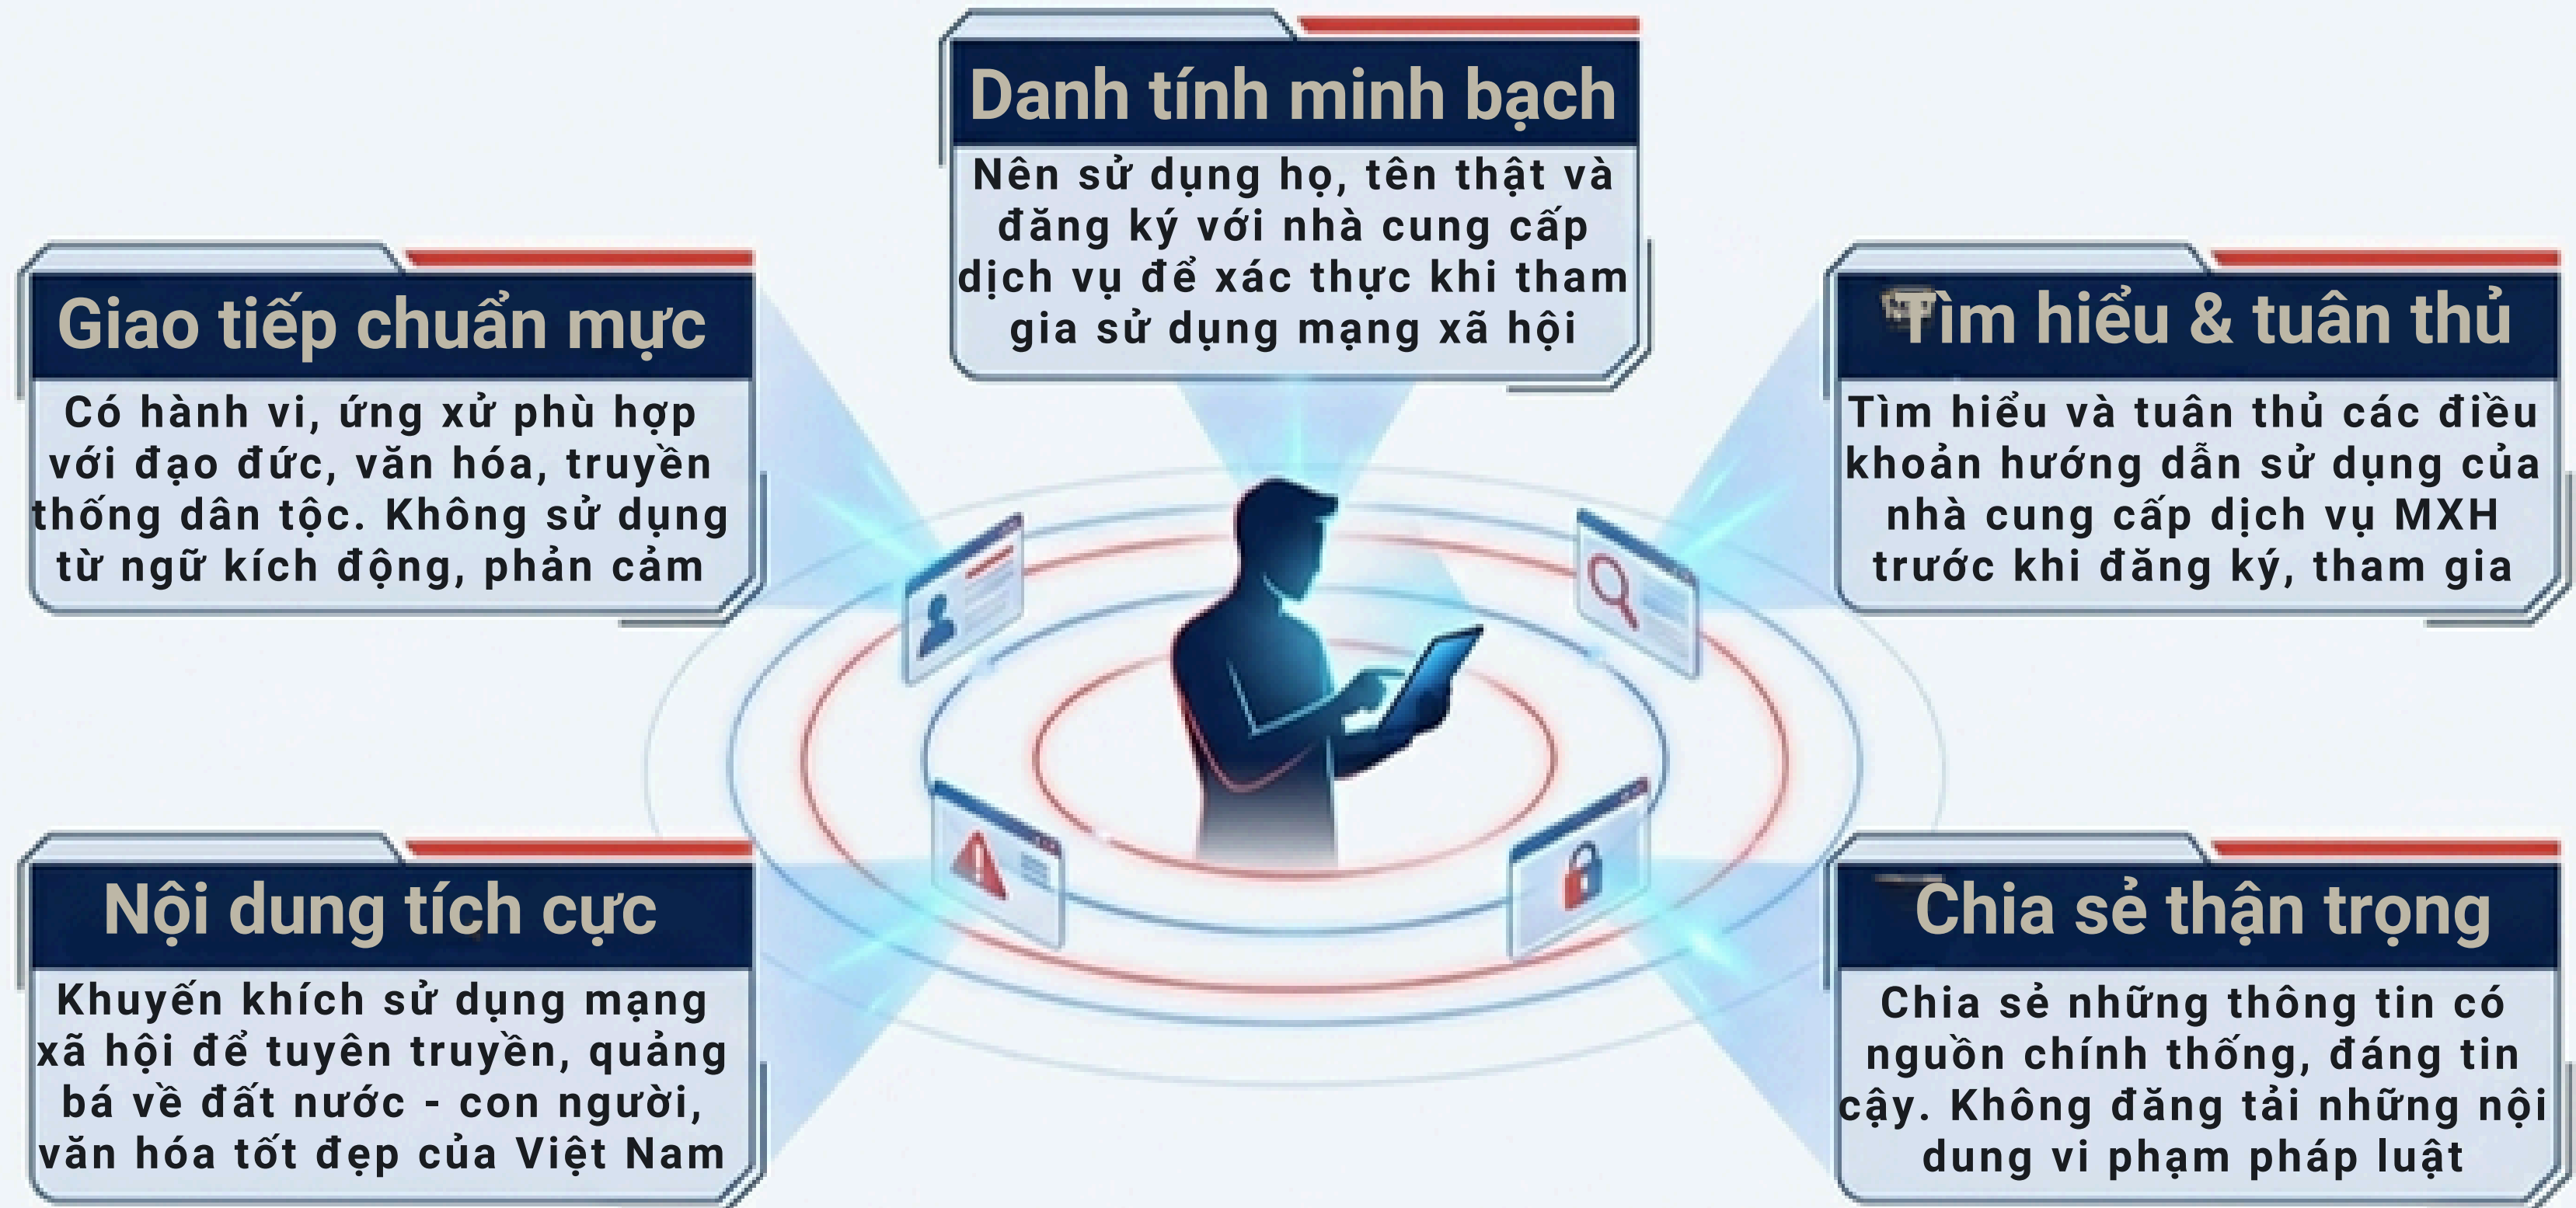 Danh tính minh bạch
Nên sử dụng họ, tên thật và
đăng ký với nhà cung cấp
dịch vụ để xác thực khi tham
gia sử dụng mạng xã hội
Giao tiếp chuẩn mực
Có hành vi, ứng xử phù hợp
với đạo đức, văn hóa, truyền
thống dân tộc. Không sử dụng
từ ngữ kích động, phản cảm
Tìm hiểu & tuân thủ
Tìm hiểu và tuân thủ các điều
khoản hướng dẫn sử dụng của
nhà cung cấp dịch vụ MXH
trước khi đăng ký, tham gia
Nội dung tích cực
Khuyến khích sử dụng mạng
xã hội để tuyên truyền, quảng
bá về đất nước - con người,
văn hóa tốt đẹp của Việt Nam
Chia sẻ thận trọng
Chia sẻ những thông tin có
nguồn chính thống, đáng tin
cậy. Không đăng tải những nội
dung vi phạm pháp luật